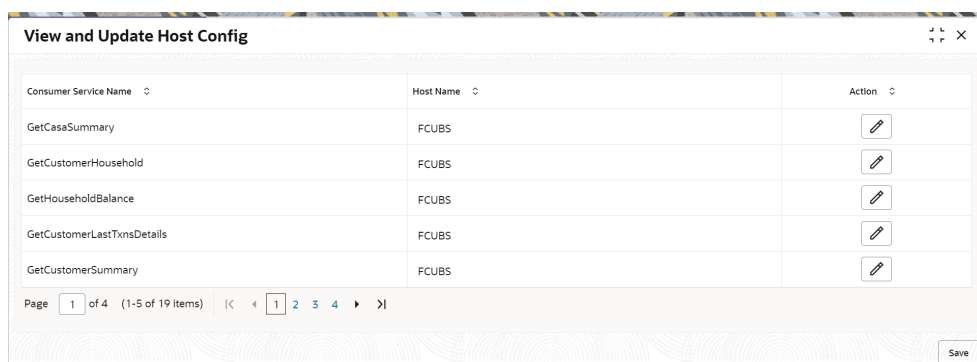 View and Update Host Config
Consumer Service Name Host Name Action
GetCasaSummary FCUBS
GetCustomerHousehold FCUBS
GetHouseholdBalance FCUBS
GetCustomerLastTxnsDetails FCUBS
GetCustomerSummary FCUBS
Page 1 of 4 (1-5 of 19 items) 1 2 3 4
Save